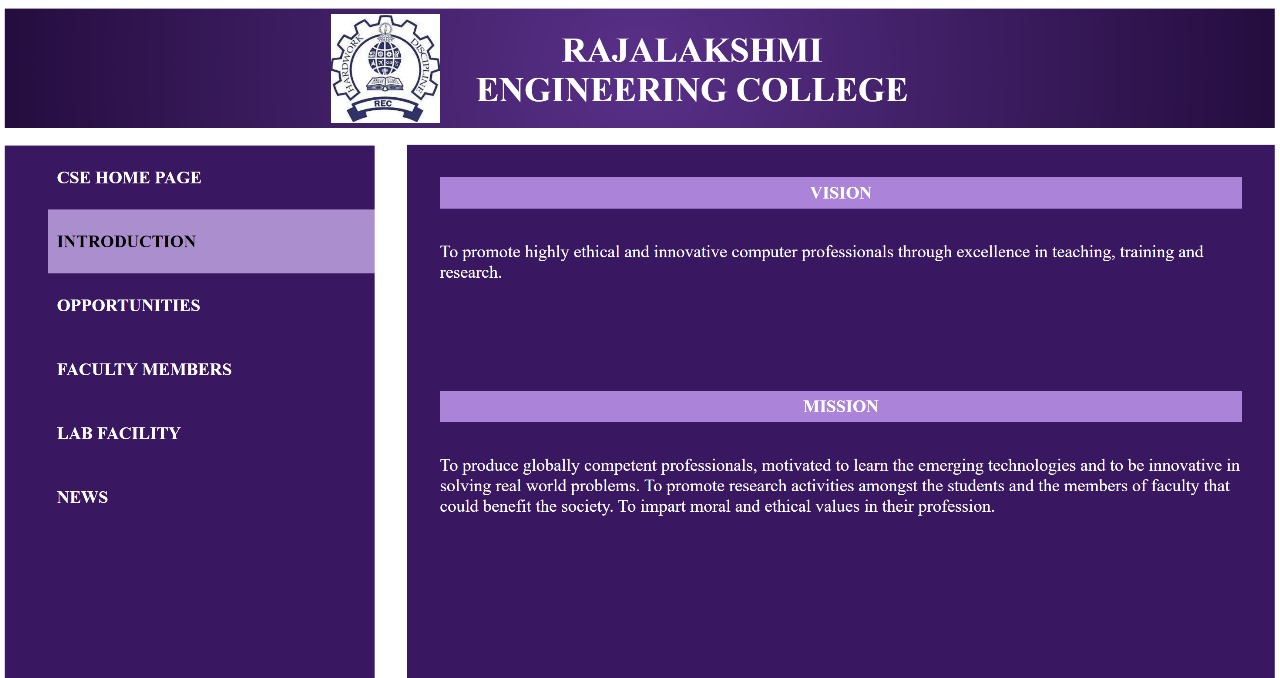 HARDWORK
DISCIPLINE
REC
RAJALAKSHMI
ENGINEERING COLLEGE
CSE HOME PAGE
INTRODUCTION
OPPORTUNITIES
FACULTY MEMBERS
LAB FACILITY
NEWS
VISION
To promote highly ethical and innovative computer professionals through excellence in teaching, training and
research.
MISSION
To produce globally competent professionals, motivated to learn the emerging technologies and to be innovative in
solving real world problems. To promote research activities amongst the students and the members of faculty that
could benefit the society. To impart moral and ethical values in their profession.